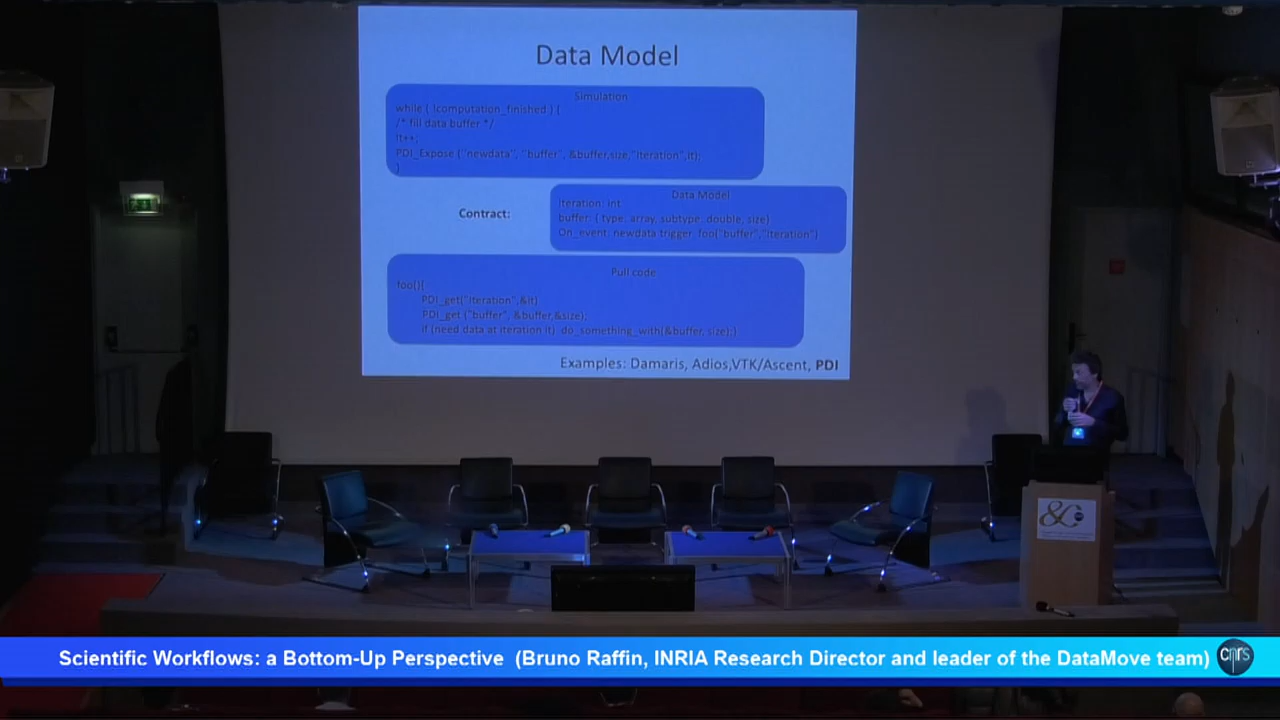 Data Model
Simulation
while ( !computation_finished ) {
/* fill data buffer */
it++;
PDI_Expose ("newdata", "buffer", &buffer,size,"iteration",it);
}
Contract:
Data Model
iteration: int
buffer: { type: array, subtype: double, size}
On_event: newdata trigger foo("buffer","iteration")
Pull code
foo(){
PDI_get("iteration",&it)
PDI_get ("buffer", &buffer,&size);
if (need data at iteration it) do_something_with(&buffer, size);}
Examples: Damaris, Adios,VTK/Ascent, PDI
Scientific Workflows: a Bottom-Up Perspective (Bruno Raffin, INRIA Research Director and leader of the DataMove team)
cnrs